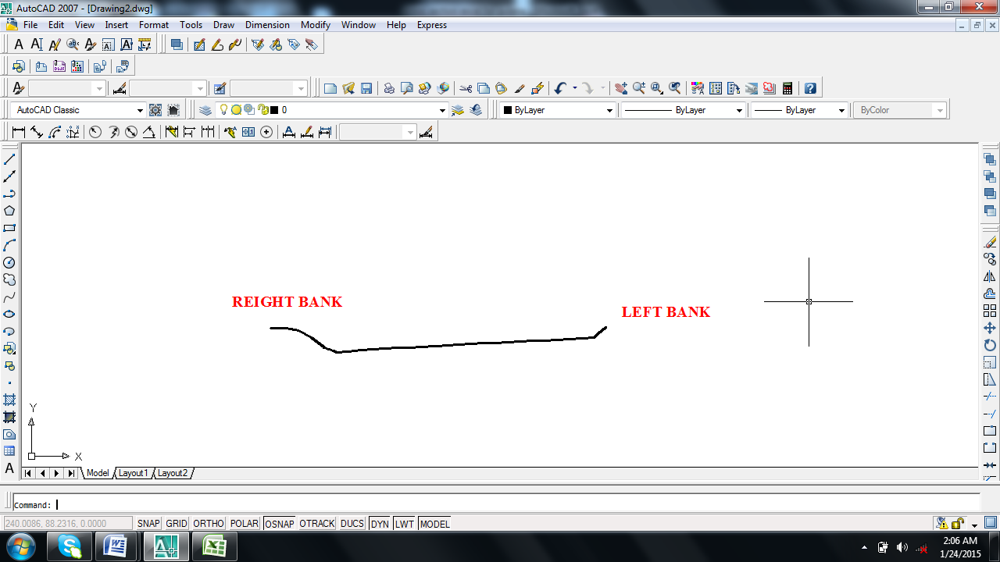 AutoCAD 2007 - [Drawing2.dwg]
File Edit View Insert Format Tools Draw Dimension Modify Window Help Express
AutoCAD Classic 0 ByLayer ByLayer ByLayer ByColor
REIGHT BANK
LEFT BANK
Y
X
Model Layout1 Layout2
A
Command:
240.0086, 88.2316, 0.0000 SNAP GRID ORTHO POLAR OSNAP OTRACK DUCS DYN LWT MODEL
2:06 AM
1/24/2015